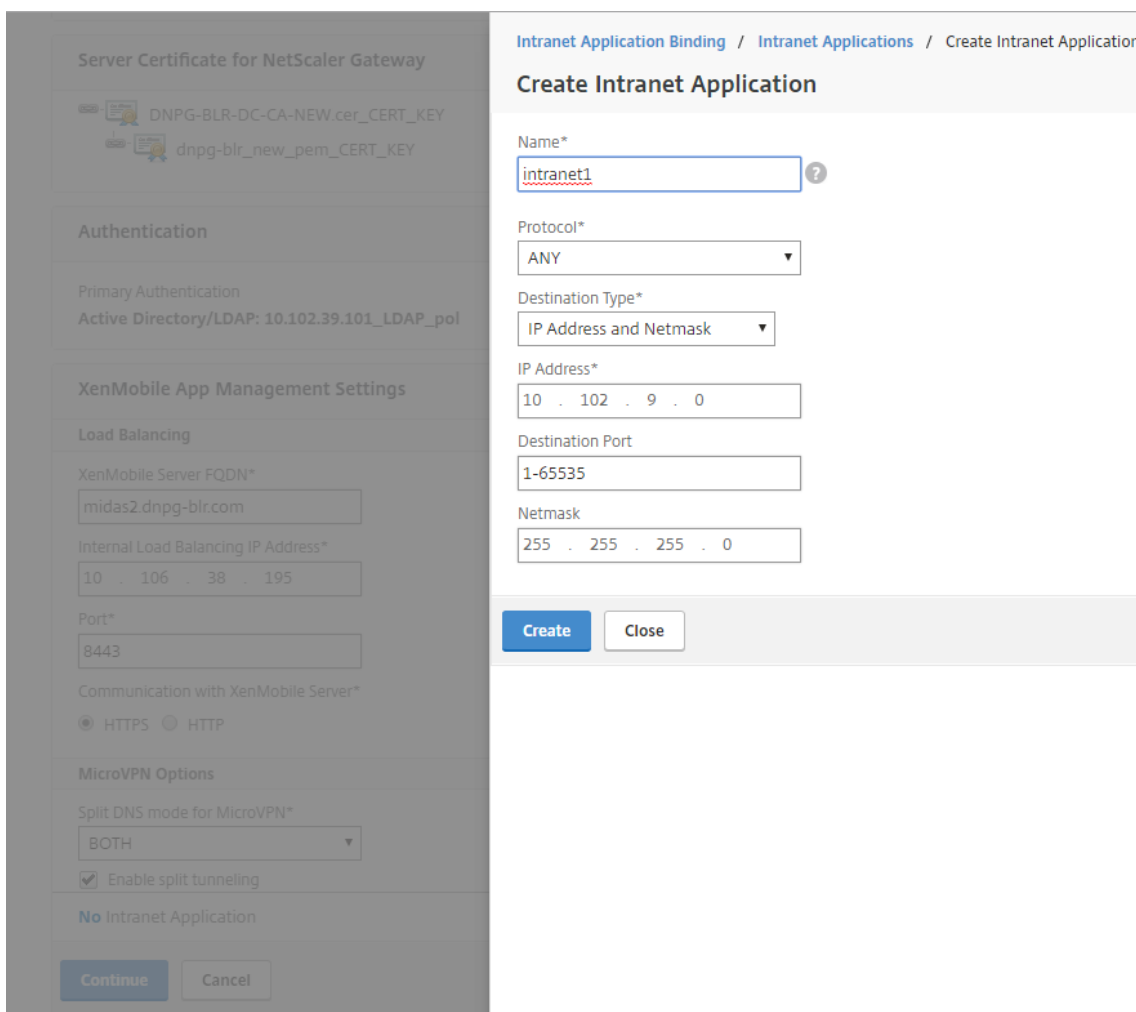 Server Certificate for NetScaler Gateway
DNPG-BLR-DC-CA-NEW.cer_CERT_KEY
dnpg-blr_new_pem_CERT_KEY
Authentication
Primary Authentication
Active Directory/LDAP: 10.102.39.101_LDAP_pol
XenMobile App Management Settings
Load Balancing
XenMobile Server FQDN*
midas2.dnpg-blr.com
Internal Load Balancing IP Address*
10 . 106 . 38 . 195
Port*
8443
Communication with XenMobile Server*
HTTPS HTTP
MicroVPN Options
Split DNS mode for MicroVPN*
BOTH
Enable split tunneling
No Intranet Application
Continue Cancel
Intranet Application Binding / Intranet Applications / Create Intranet Application
Create Intranet Application
Name*
intranet1
?
Protocol*
ANY
Destination Type*
IP Address and Netmask
IP Address*
10 . 102 . 9 . 0
Destination Port
1-65535
Netmask
255 . 255 . 255 . 0
Create Close